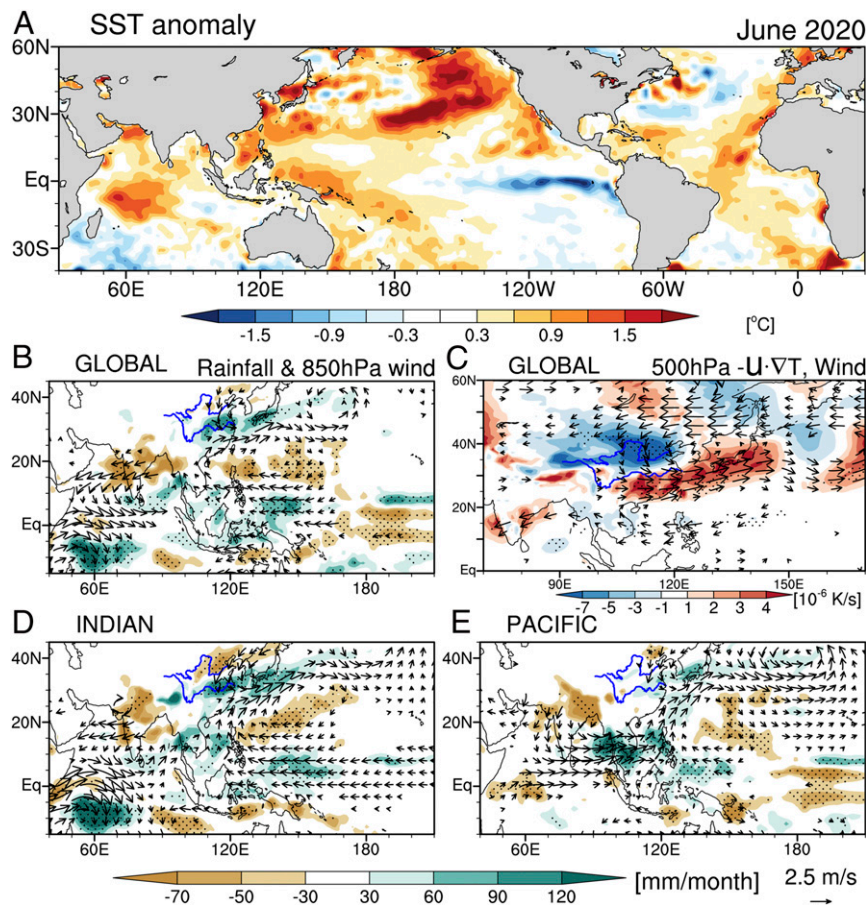 A SST anomaly June 2020
60N
30N
Eq
30S
60E 120E 180 120W 60W 0
-1.5 -0.9 -0.3 0.3 0.9 1.5 [°C]
B GLOBAL Rainfall & 850hPa wind
40N
20N
Eq
60E 120E 180
C GLOBAL 500hPa -u·∇T, Wind
60N
40N
20N
Eq
90E 120E 150E
-7 -5 -3 -1 1 2 3 4 [10⁻⁶ K/s]
D INDIAN
40N
20N
Eq
60E 120E 180
E PACIFIC
40N
20N
Eq
60E 120E 180
-70 -50 -30 30 60 90 120 [mm/month] 2.5 m/s